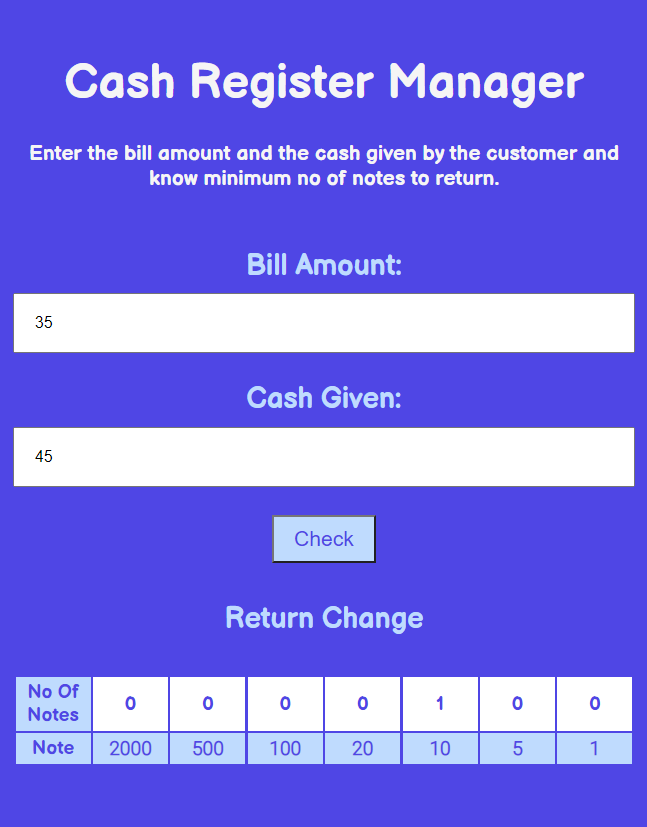 Cash Register Manager
Enter the bill amount and the cash given by the customer and
know minimum no of notes to return.
Bill Amount:
35
Cash Given:
45
Check
Return Change
No Of
Notes 0 0 0 0 1 0 0
Note 2000 500 100 20 10 5 1